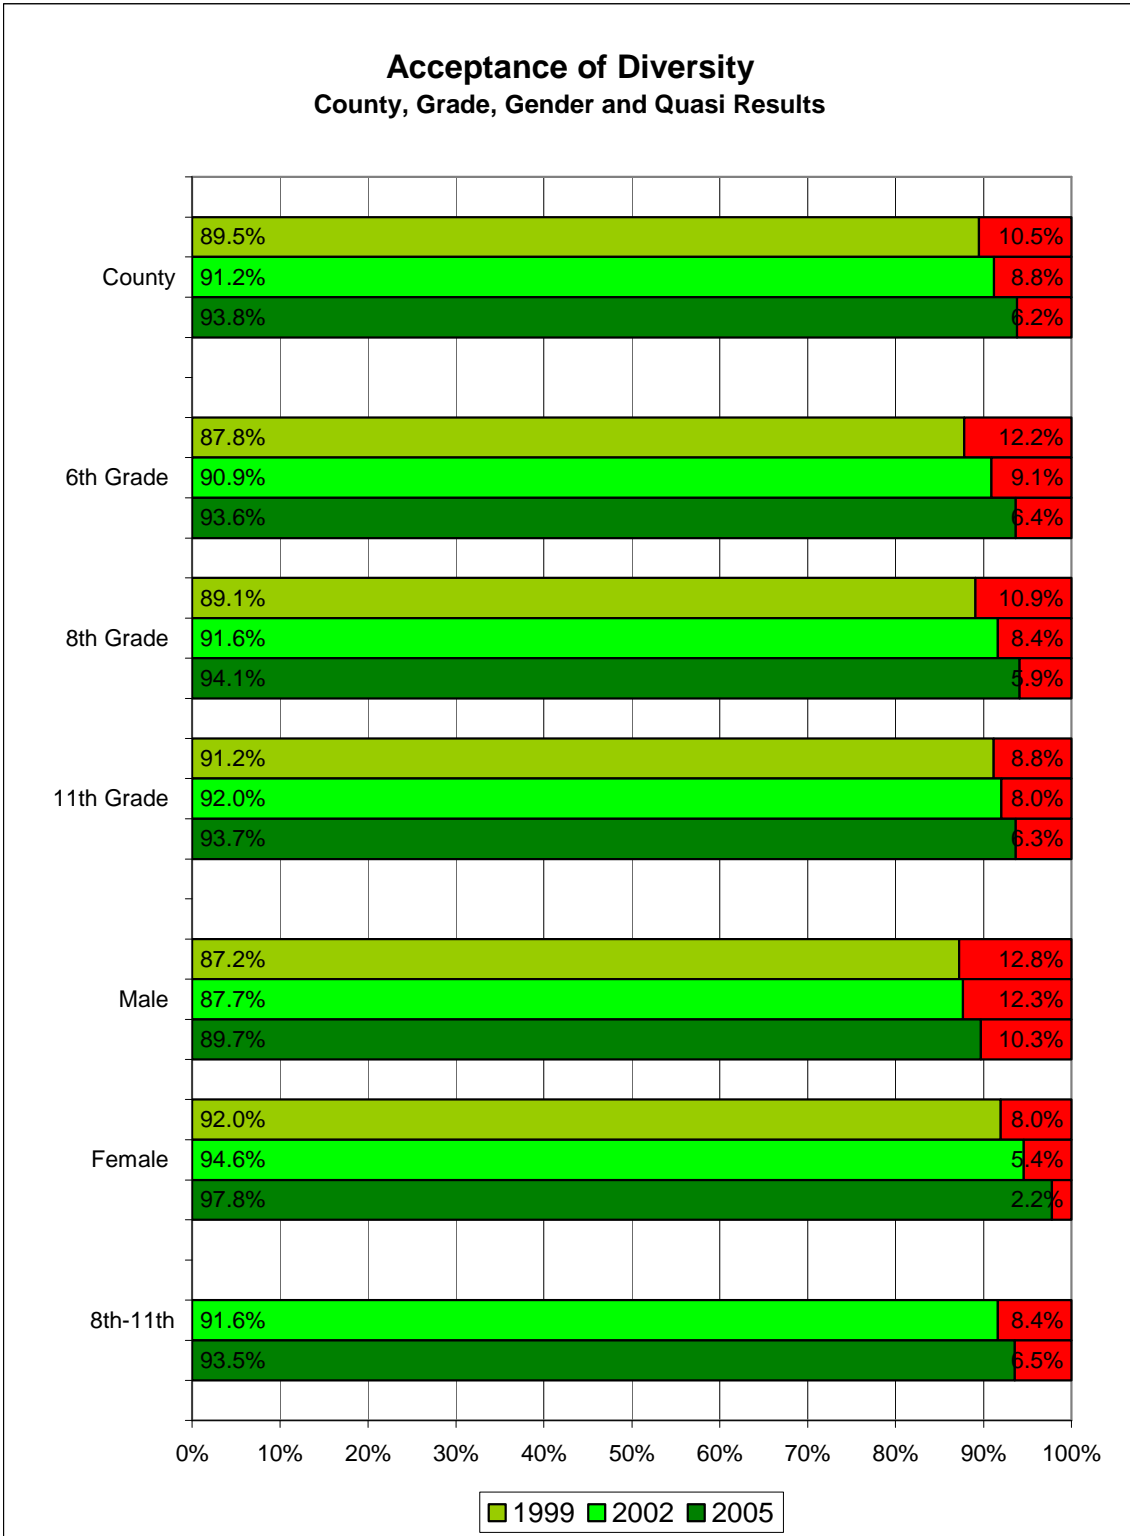 Acceptance of Diversity
County, Grade, Gender and Quasi Results
89.5% 10.5%
County 91.2% 8.8%
93.8% 6.2%
87.8% 12.2%
6th Grade 90.9% 9.1%
93.6% 6.4%
89.1% 10.9%
8th Grade 91.6% 8.4%
94.1% 5.9%
91.2% 8.8%
11th Grade 92.0% 8.0%
93.7% 6.3%
87.2% 12.8%
Male 87.7% 12.3%
89.7% 10.3%
92.0% 8.0%
Female 94.6% 5.4%
97.8% 2.2%
8th-11th 91.6% 8.4%
93.5% 6.5%
0% 10% 20% 30% 40% 50% 60% 70% 80% 90% 100%
1999 2002 2005